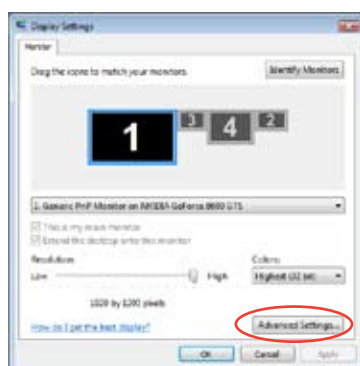 Display Settings
Monitor
Drag the icons to match your monitors.
Identify Monitors
1
3
4
2
1. Generic PnP Monitor on NVIDIA GeForce 8600 GTS
This is my main monitor
Extend the desktop onto this monitor
Resolution:
Colors:
Low
High
Highest (32 bit)
by 1200 pixels
How do I get the best display?
Advanced Settings...
OK
Cancel
Apply